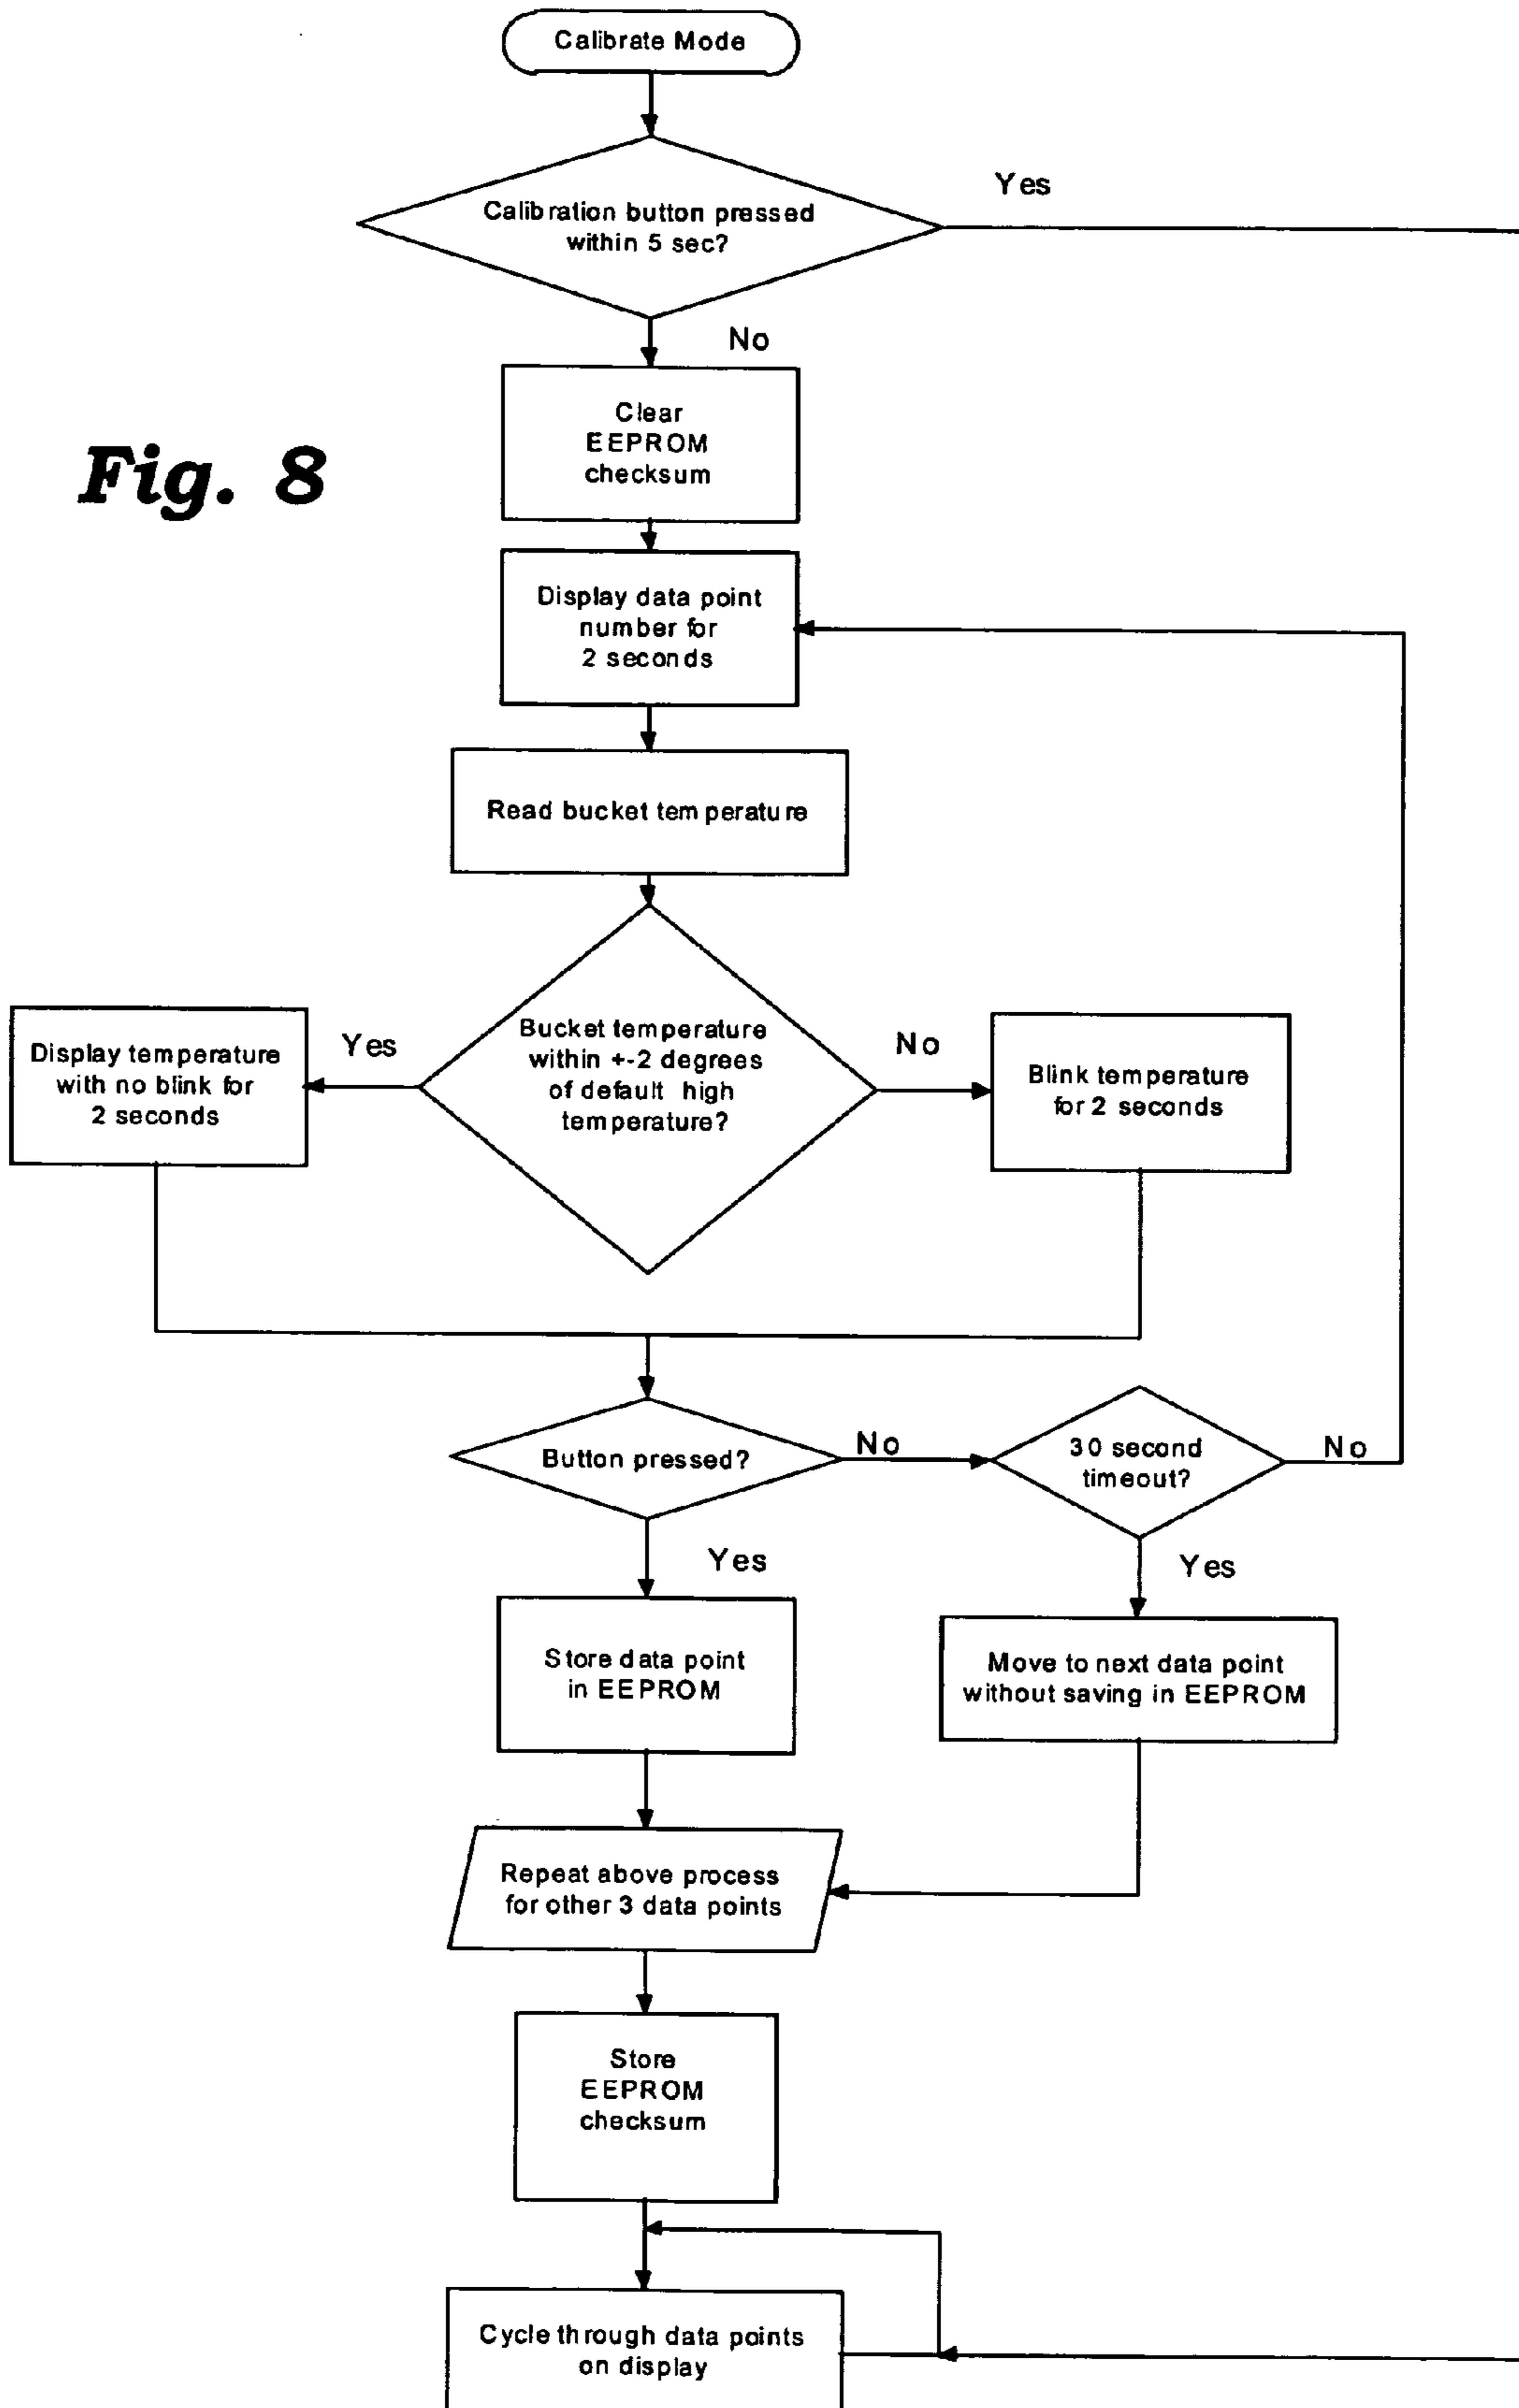 Calibrate Mode
Calibration button pressed
within 5 sec?
Yes
No
Clear
EEPROM
checksum
Fig. 8
Display data point
number for
2 seconds
Read bucket temperature
Bucket temperature
within +-2 degrees
of default high
temperature?
Yes
Display temperature
with no blink for
2 seconds
No
Blink temperature
for 2 seconds
Button pressed?
No
30 second
timeout?
No
Yes
Yes
Store data point
in EEPROM
Move to next data point
without saving in EEPROM
Repeat above process
for other 3 data points
Store
EEPROM
checksum
Cycle through data points
on display